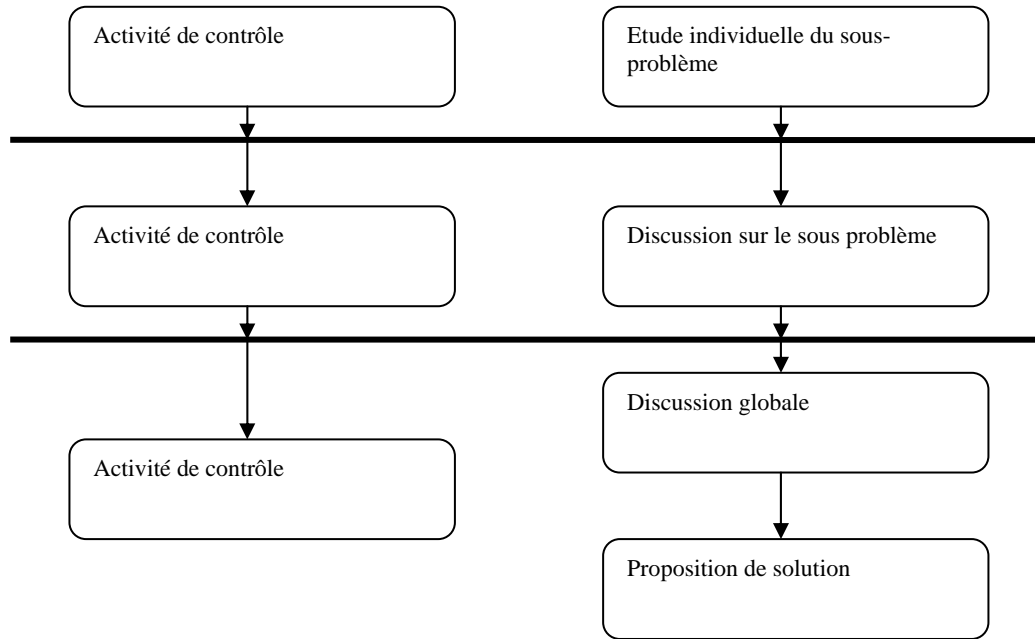 Activité de contrôle
Etude individuelle du sous-
problème
Activité de contrôle
Discussion sur le sous problème
Discussion globale
Activité de contrôle
Proposition de solution